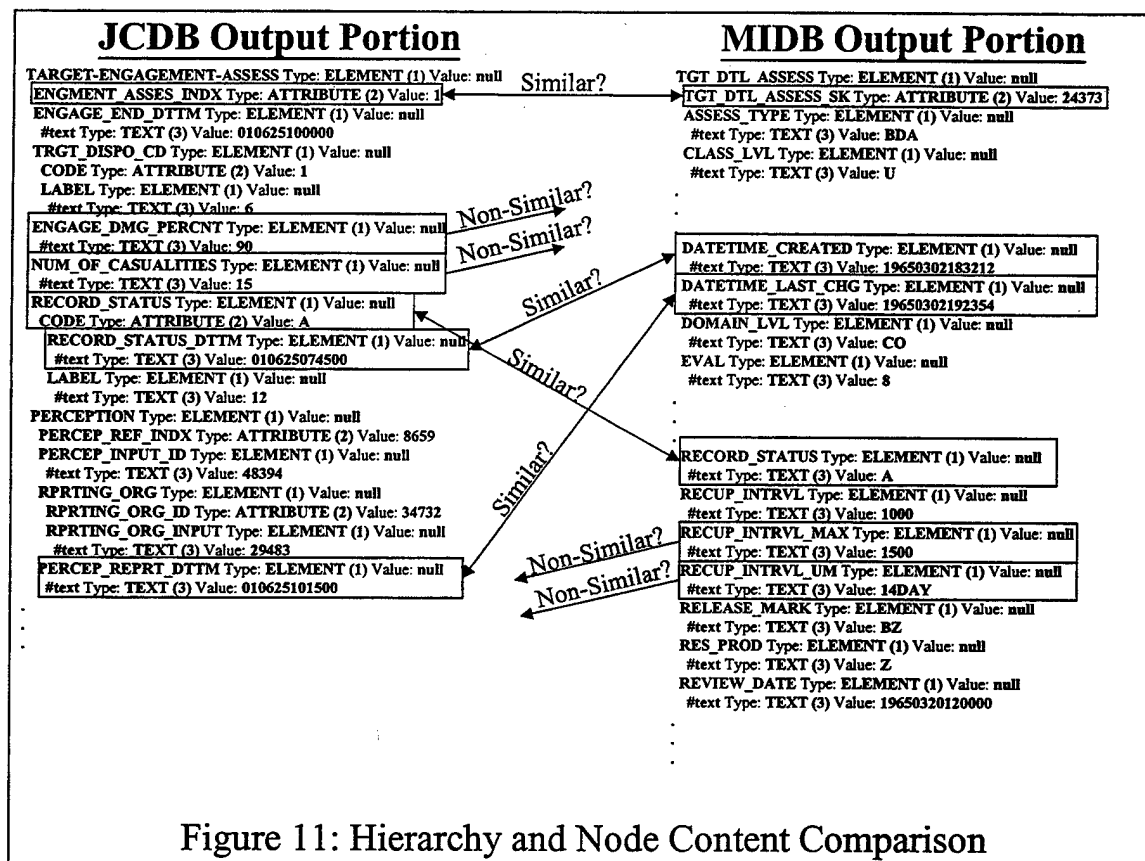 JCDB Output Portion
TARGET-ENGAGEMENT-ASSESS Type: ELEMENT (1) Value: null
ENGMENT_ASSES_INDX Type: ATTRIBUTE (2) Value: 1
ENGAGE_END_DTTM Type: ELEMENT (1) Value: null
#text Type: TEXT (3) Value: 010625100000
TRGT_DISPO_CD Type: ELEMENT (1) Value: null
CODE Type: ATTRIBUTE (2) Value: 1
LABEL Type: ELEMENT (1) Value: null
#text Type: TEXT (3) Value: 6
ENGAGE_DMG_PERCNT Type: ELEMENT (1) Value: null
#text Type: TEXT (3) Value: 90
NUM_OF_CASUALITIES Type: ELEMENT (1) Value: null
#text Type: TEXT (3) Value: 15
RECORD_STATUS Type: ELEMENT (1) Value: null
CODE Type: ATTRIBUTE (2) Value: A
RECORD_STATUS_DTTM Type: ELEMENT (1) Value: null
#text Type: TEXT (3) Value: 010625074500
LABEL Type: ELEMENT (1) Value: null
#text Type: TEXT (3) Value: 12
PERCEPTION Type: ELEMENT (1) Value: null
PERCEP_REF_INDX Type: ATTRIBUTE (2) Value: 8659
PERCEP_INPUT_ID Type: ELEMENT (1) Value: null
#text Type: TEXT (3) Value: 48394
RPRTING_ORG Type: ELEMENT (1) Value: null
RPRTING_ORG_ID Type: ATTRIBUTE (2) Value: 34732
RPRTING_ORG_INPUT Type: ELEMENT (1) Value: null
#text Type: TEXT (3) Value: 29483
PERCEP_REPRT_DTTM Type: ELEMENT (1) Value: null
#text Type: TEXT (3) Value: 010625101500
Similar?
Non-Similar?
Non-Similar?
Similar?
Similar?
Similar?
Non-Similar?
Non-Similar?
MIDB Output Portion
TGT_DTL_ASSESS Type: ELEMENT (1) Value: null
TGT_DTL_ASSESS_SK Type: ATTRIBUTE (2) Value: 24373
ASSESS_TYPE Type: ELEMENT (1) Value: null
#text Type: TEXT (3) Value: BDA
CLASS_LVL Type: ELEMENT (1) Value: null
#text Type: TEXT (3) Value: U
DATETIME_CREATED Type: ELEMENT (1) Value: null
#text Type: TEXT (3) Value: 19650302183212
DATETIME_LAST_CHG Type: ELEMENT (1) Value: null
#text Type: TEXT (3) Value: 19650302192354
DOMAIN_LVL Type: ELEMENT (1) Value: null
#text Type: TEXT (3) Value: CO
EVAL Type: ELEMENT (1) Value: null
#text Type: TEXT (3) Value: 8
RECORD_STATUS Type: ELEMENT (1) Value: null
#text Type: TEXT (3) Value: A
RECUP_INTRVL Type: ELEMENT (1) Value: null
#text Type: TEXT (3) Value: 1000
RECUP_INTRVL_MAX Type: ELEMENT (1) Value: null
#text Type: TEXT (3) Value: 1500
RECUP_INTRVL_UM Type: ELEMENT (1) Value: null
#text Type: TEXT (3) Value: 14DAY
RELEASE_MARK Type: ELEMENT (1) Value: null
#text Type: TEXT (3) Value: BZ
RES_PROD Type: ELEMENT (1) Value: null
#text Type: TEXT (3) Value: Z
REVIEW_DATE Type: ELEMENT (1) Value: null
#text Type: TEXT (3) Value: 19650320120000
Figure 11: Hierarchy and Node Content Comparison